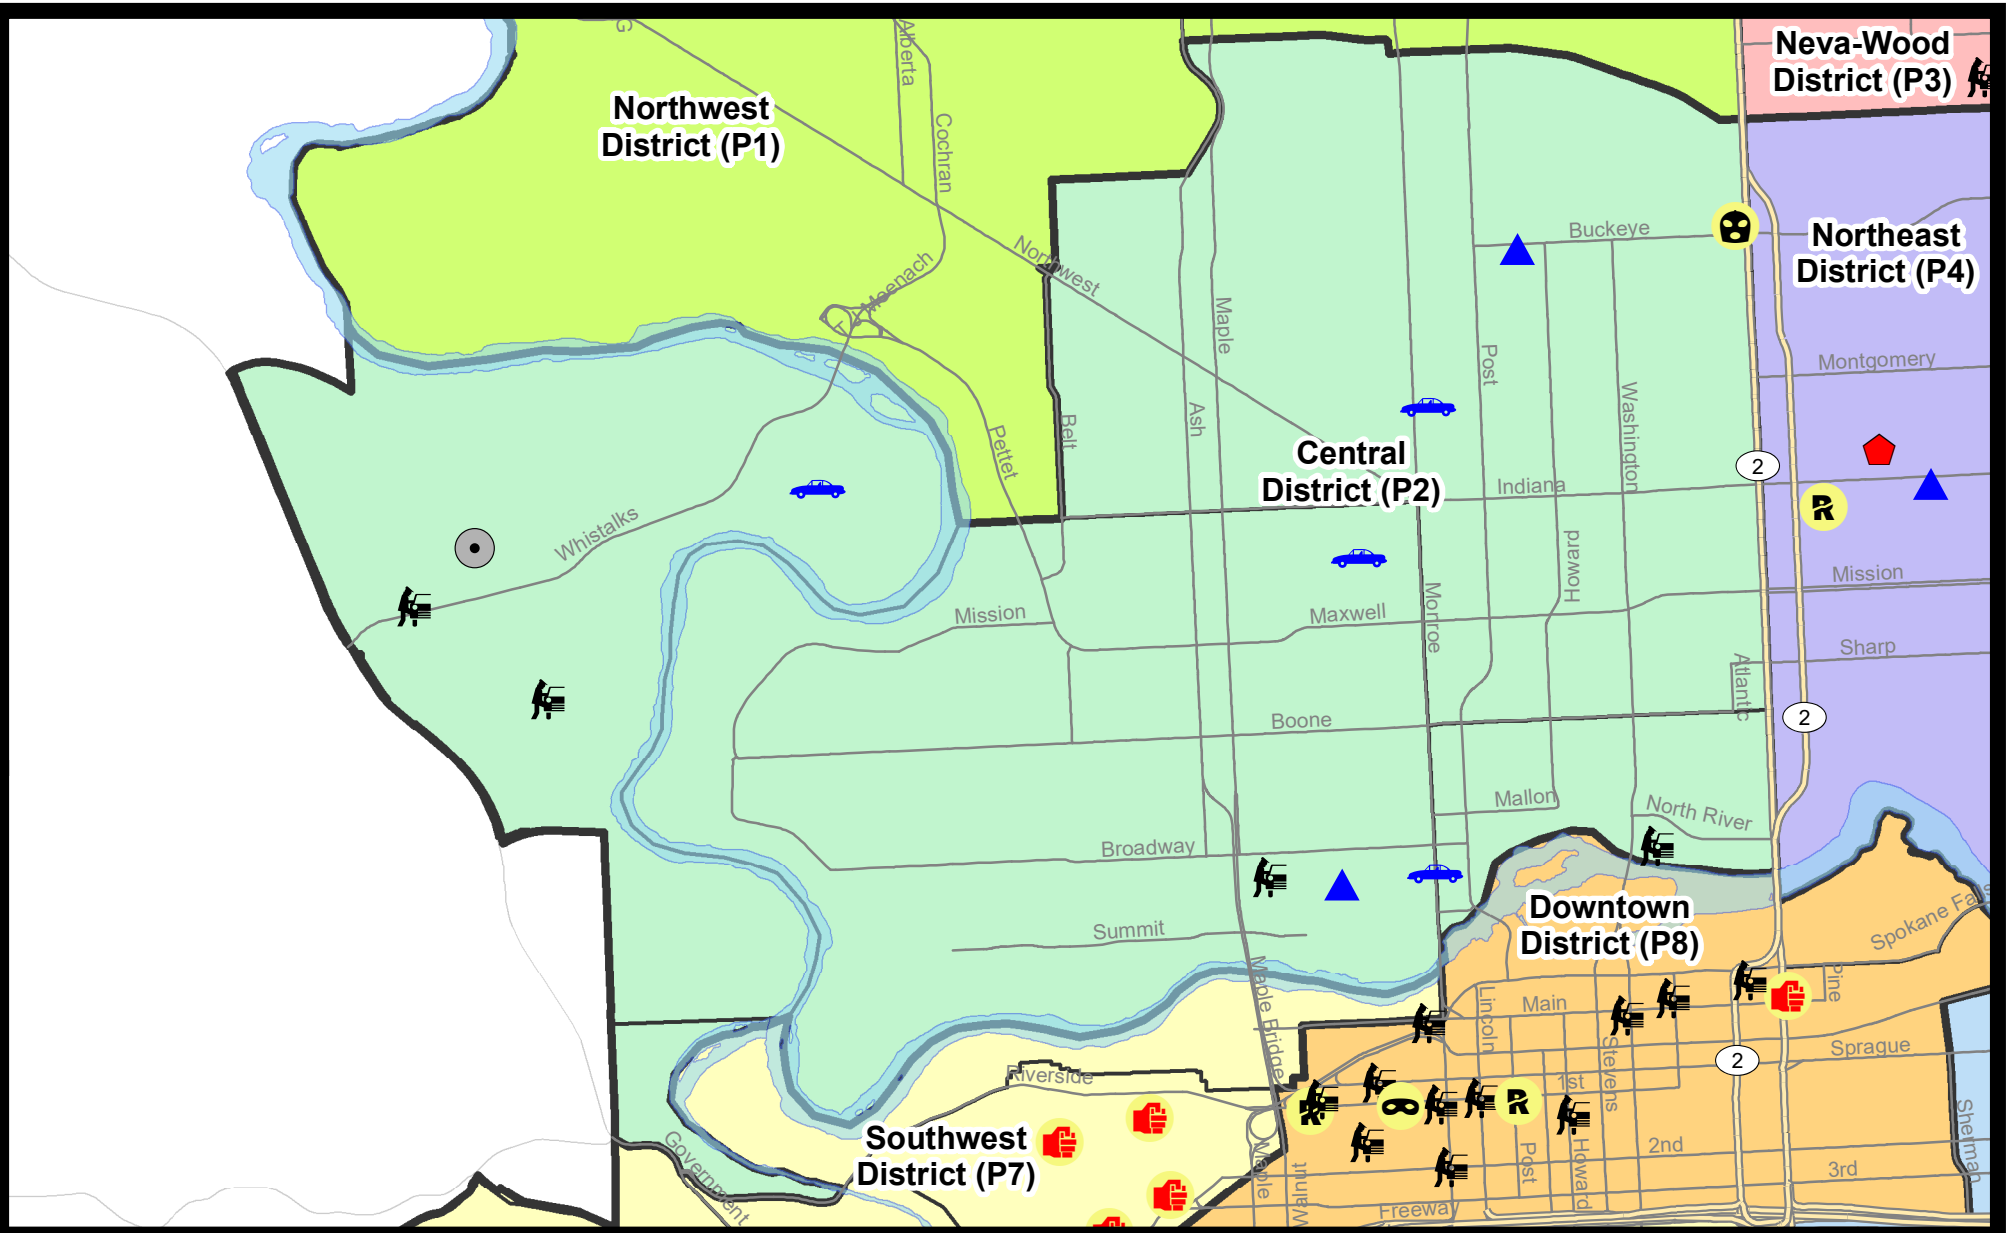 G
Alberta
Cochran
Northwest
District (P1)
Neva-Wood
District (P3)
Buckeye
Northeast
District (P4)
Northwest
Meenach
Maple
Post
Montgomery
Washington
Ash
Belt
Pettet
Central
District (P2)
2
Indiana
Whistalks
Howard
Mission
Mission
Maxwell
Monroe
Sharp
Atlantic
Boone
2
Mallon
North River
Broadway
Summit
Downtown
District (P8)
Spokane Fa
Maple Bridge
Lincoln
Main
Pine
Stevens
2
Sprague
Riverside
1st
R
R
R
Southwest
District (P7)
Government
Maple
Walnut
Post
Howard
2nd
3rd
Sherman
Freeway